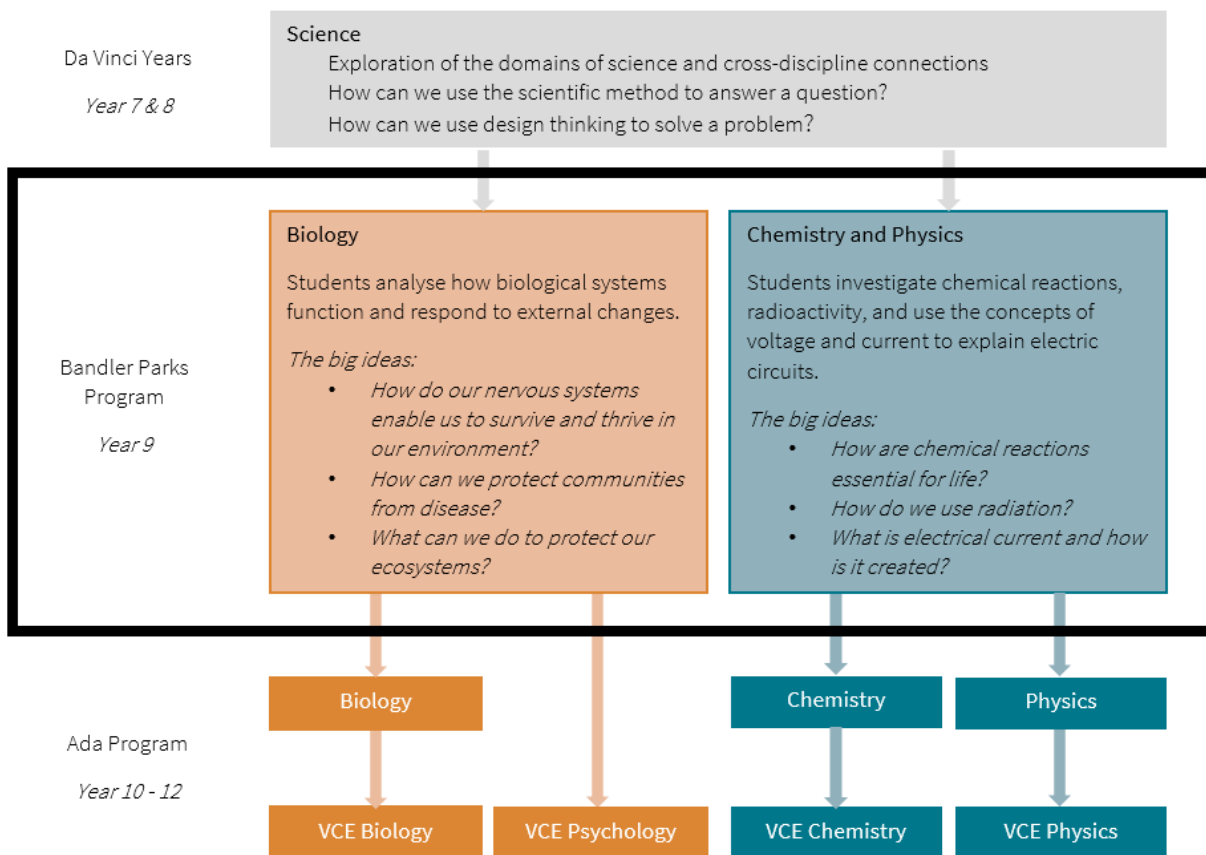 Da Vinci Years
Year 7 & 8
Science
Exploration of the domains of science and cross-discipline connections
How can we use the scientific method to answer a question?
How can we use design thinking to solve a problem?
Bandler Parks
Program
Year 9
Biology
Students analyse how biological systems
function and respond to external changes.
The big ideas:
• How do our nervous systems
enable us to survive and thrive in
our environment?
• How can we protect communities
from disease?
• What can we do to protect our
ecosystems?
Chemistry and Physics
Students investigate chemical reactions,
radioactivity, and use the concepts of
voltage and current to explain electric
circuits.
The big ideas:
• How are chemical reactions
essential for life?
• How do we use radiation?
• What is electrical current and how
is it created?
Ada Program
Year 10 - 12
Biology
Chemistry
Physics
VCE Biology
VCE Psychology
VCE Chemistry
VCE Physics